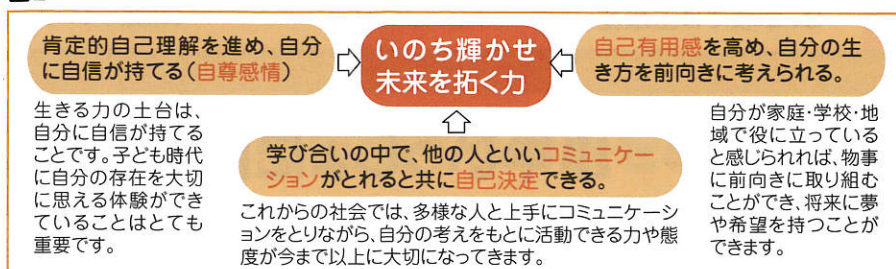 肯定的自己理解を進め、自分
に自信が持てる(自尊感情)
いのち輝かせ
未来を拓く力
自己有用感を高め、自分の生
き方を前向きに考えられる。
生きる力の土台は、
自分に自信が持てる
ことです。子ども時代
に自分の存在を大切
に思える体験ができ
ていることはとても
重要です。
学び合いの中で、他の人といいコミュニケー
ションがとれると共に自己決定できる。
これからの社会では、多様な人と上手にコミュニケーシ
ョンをとりながら、自分の考えをもとに活動できる力や態
度が今まで以上に大切になってきます。
自分が家庭・学校・地
域で役に立っている
と感じられれば、物事
に前向きに取り組む
ことができ、将来に夢
や希望を持つことが
できます。